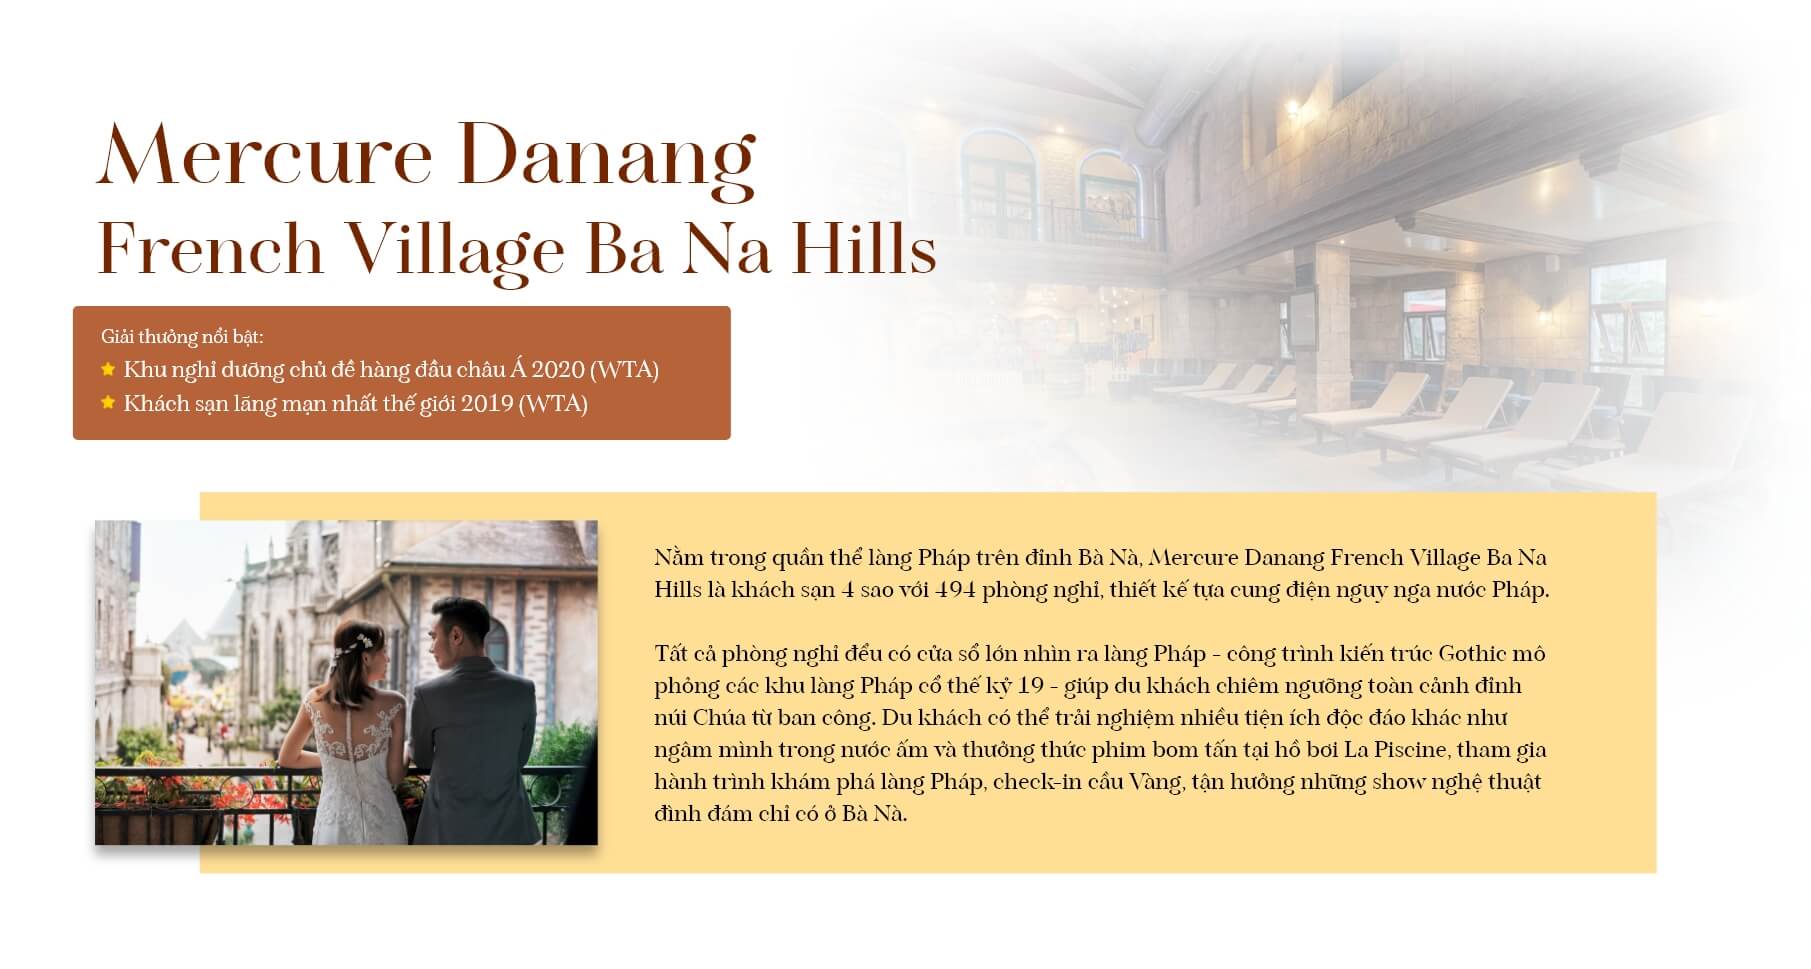 Mercure Danang
French Village Ba Na Hills
Giải thưởng nổi bật:
Khu nghỉ dưỡng chủ đề hàng đầu châu Á 2020 (WTA)
Khách sạn lãng mạn nhất thế giới 2019 (WTA)
Nằm trong quần thể làng Pháp trên đỉnh Bà Nà, Mercure Danang French Village Ba Na
Hills là khách sạn 4 sao với 494 phòng nghỉ, thiết kế tựa cung điện nguy nga nước Pháp.
Tất cả phòng nghỉ đều có cửa sổ lớn nhìn ra làng Pháp - công trình kiến trúc Gothic mô
phỏng các khu làng Pháp cổ thế kỷ 19 - giúp du khách chiêm ngưỡng toàn cảnh đỉnh
núi Chúa từ ban công. Du khách có thể trải nghiệm nhiều tiện ích độc đáo khác như
ngâm mình trong nước ấm và thưởng thức phim bom tấn tại hồ bơi La Piscine, tham gia
hành trình khám phá làng Pháp, check-in cầu Vàng, tận hưởng những show nghệ thuật
đình đám chỉ có ở Bà Nà.